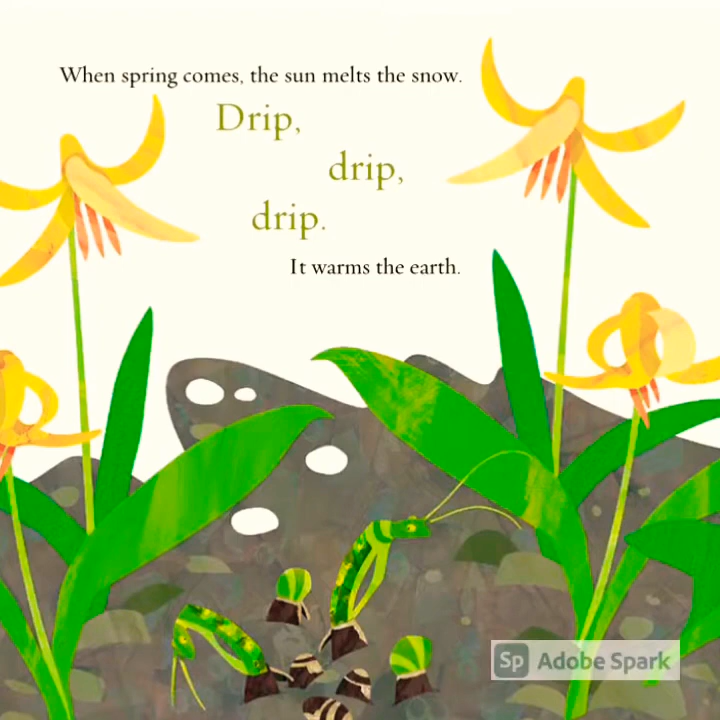 When spring comes, the sun melts the snow.
Drip,
drip,
drip.
It warms the earth.
Sp Adobe Spark